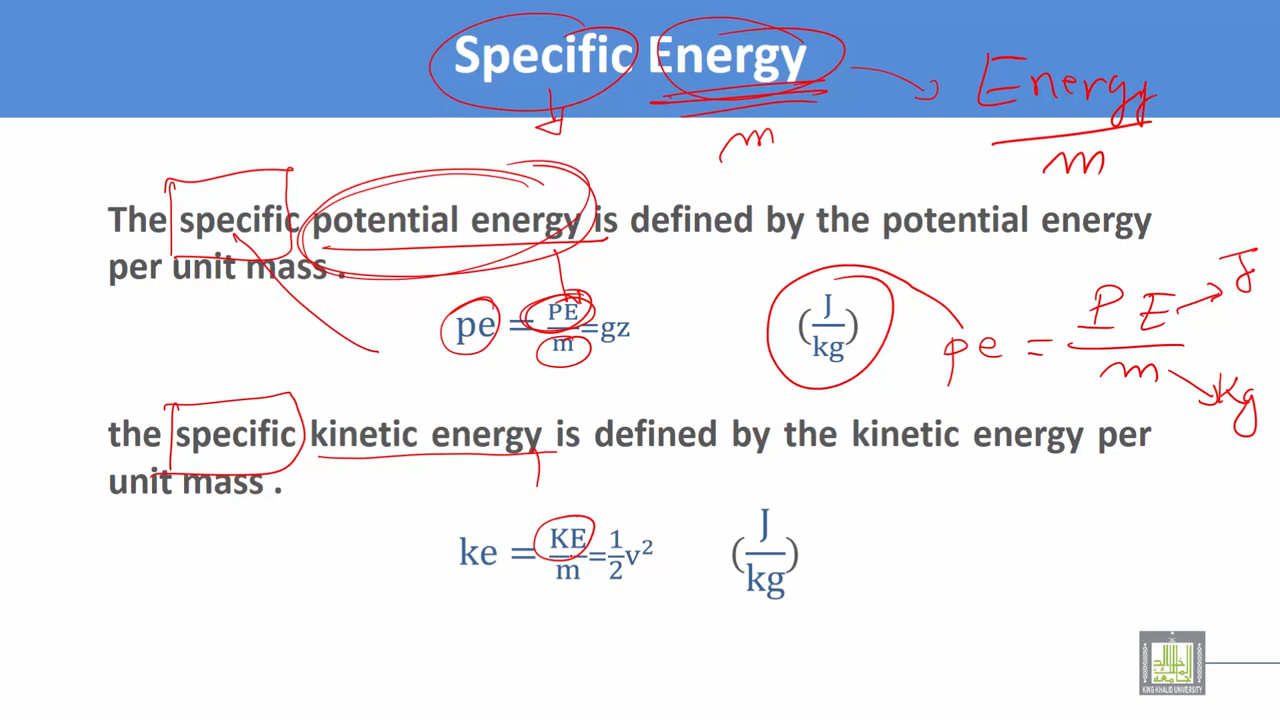 Specific Energy
m
Energy
m
The specific potential energy is defined by the potential energy
per unit mass .
pe = PE/m =gz (J/kg)
pe = PE/m
J
kg
the specific kinetic energy is defined by the kinetic energy per
unit mass .
ke = KE/m =1/2 v² (J/kg)
KING KHALID UNIVERSITY